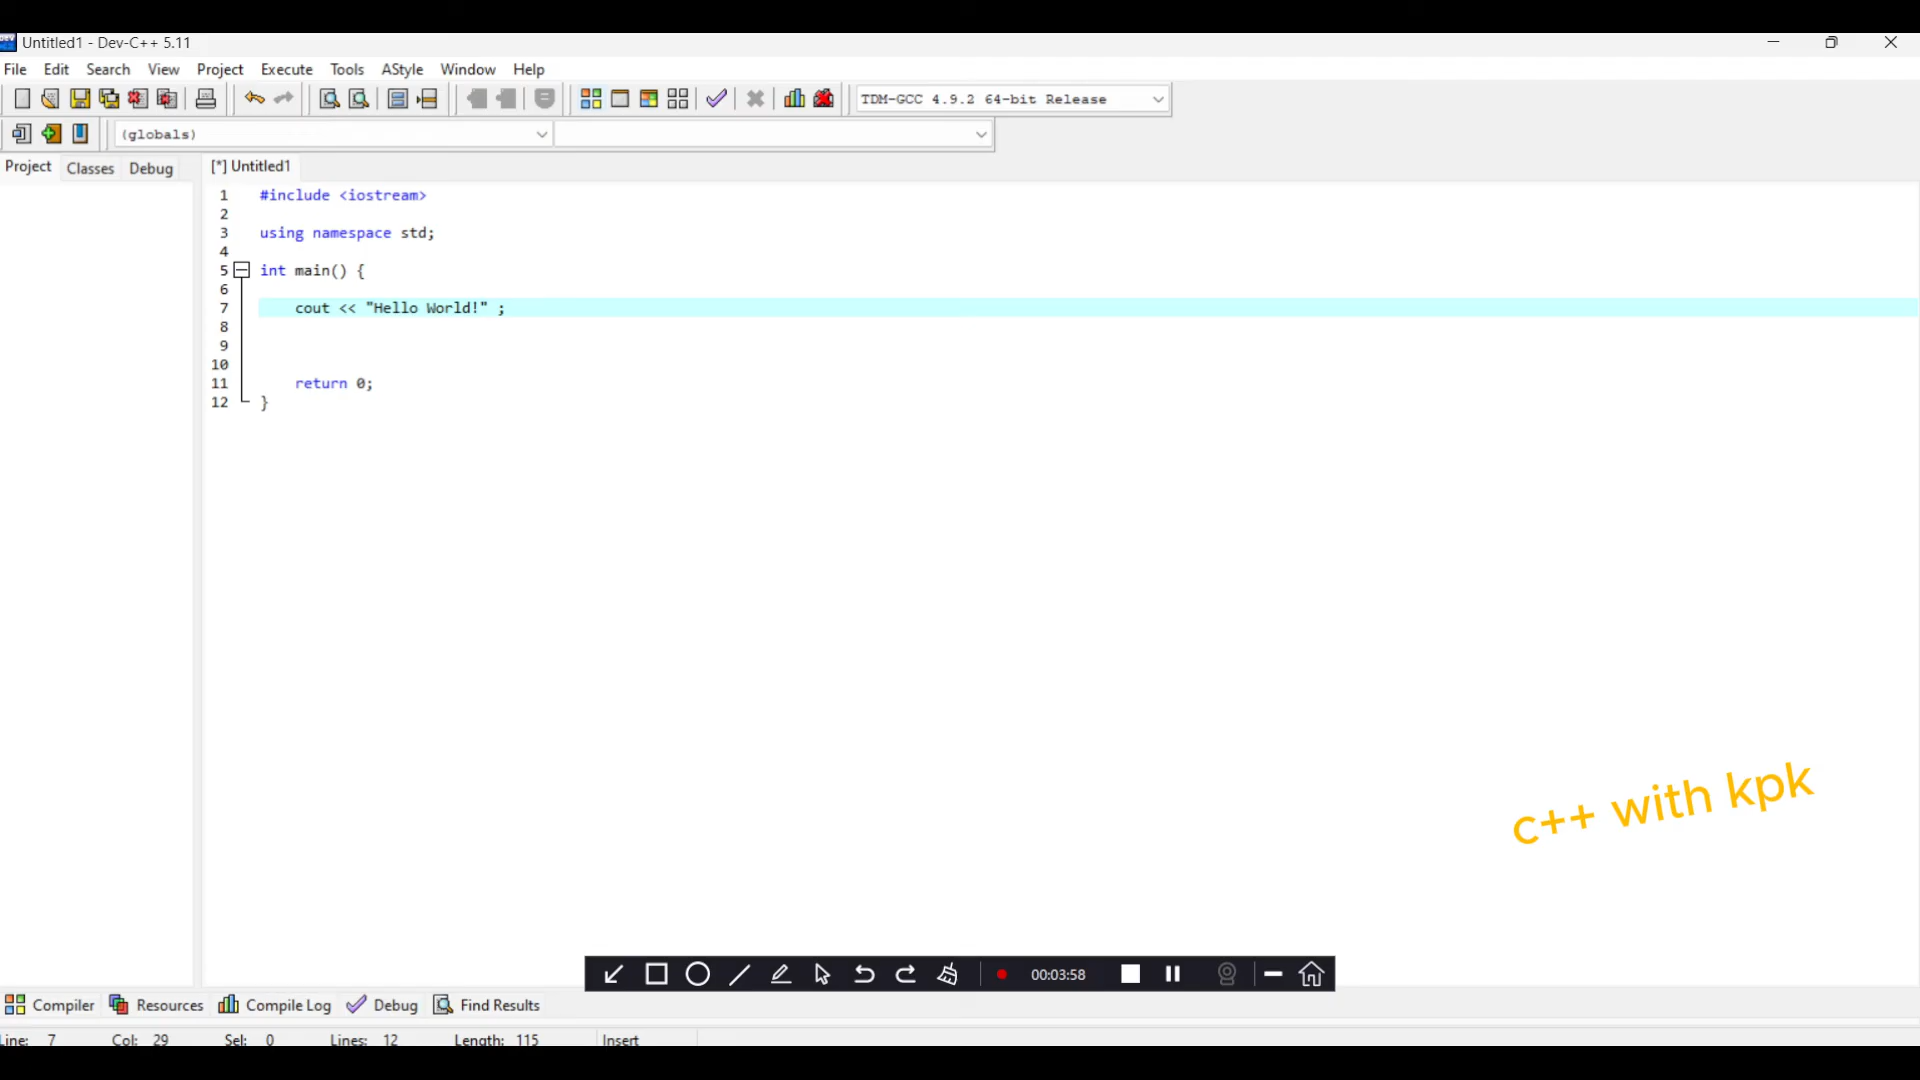 Untitled1 - Dev-C++ 5.11
File Edit Search View Project Execute Tools AStyle Window Help
TDM-GCC 4.9.2 64-bit Release
(globals)
Project Classes Debug [*] Untitled1
1 #include <iostream>
2
3 using namespace std;
4
5 int main() {
6
7 cout << "Hello World!" ;
8
9
10
11 return 0;
12 }
c++ with kpk
00:03:58
Compiler Resources Compile Log Debug Find Results
Line: 7 Col: 29 Sel: 0 Lines: 12 Length: 115 Insert